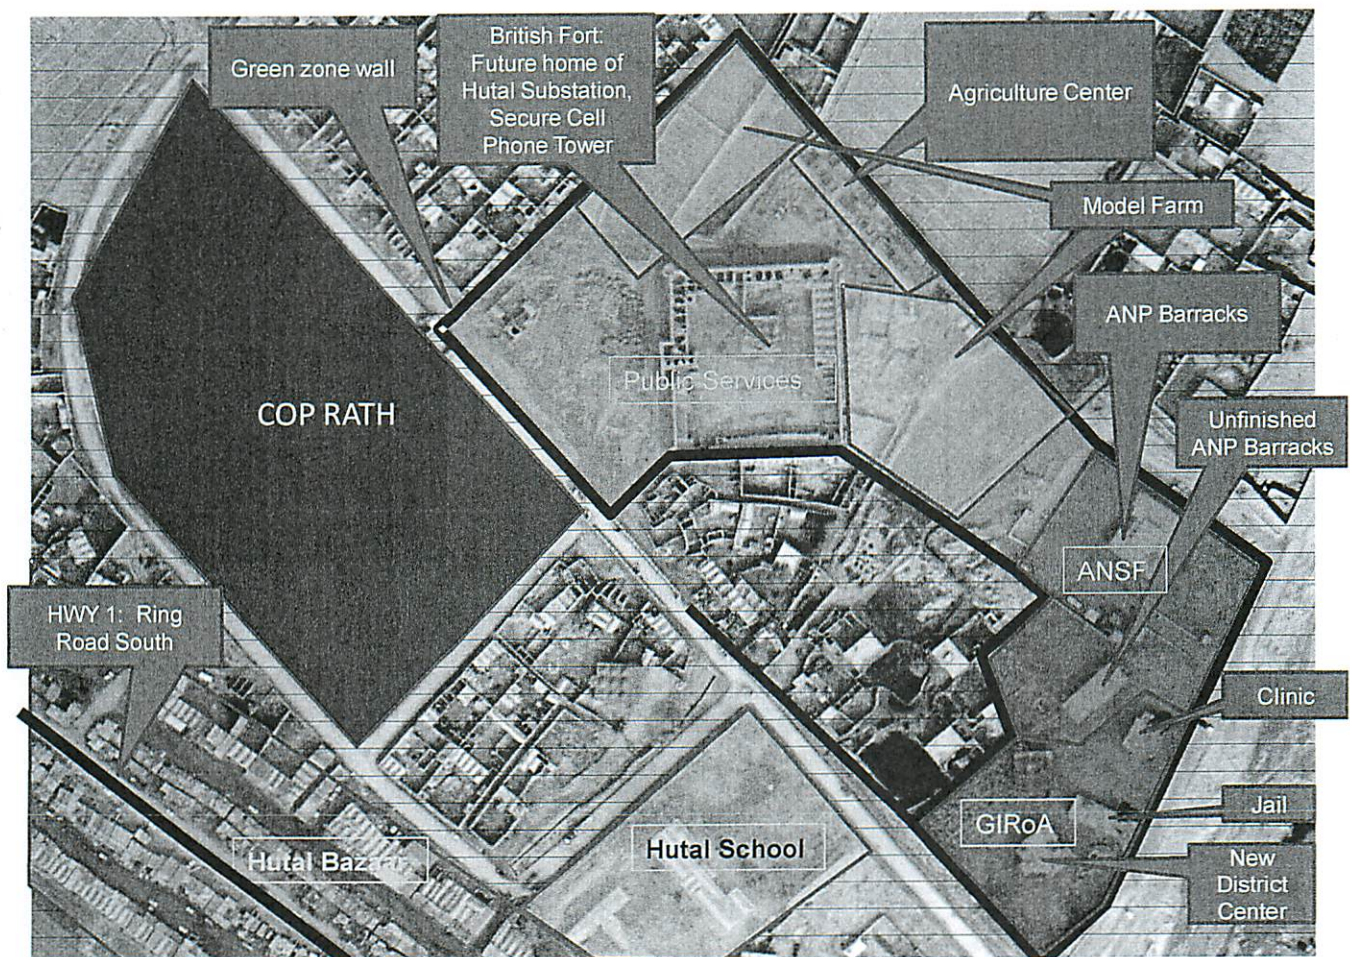 Green zone wall
British Fort:
Future home of
Hutal Substation,
Secure Cell
Phone Tower
Agriculture Center
Model Farm
ANP Barracks
Unfinished
ANP Barracks
Public Services
COP RATH
ANSF
HWY 1: Ring
Road South
Clinic
Jail
GIRoA
New
District
Center
Hutal School
Hutal Bazaar